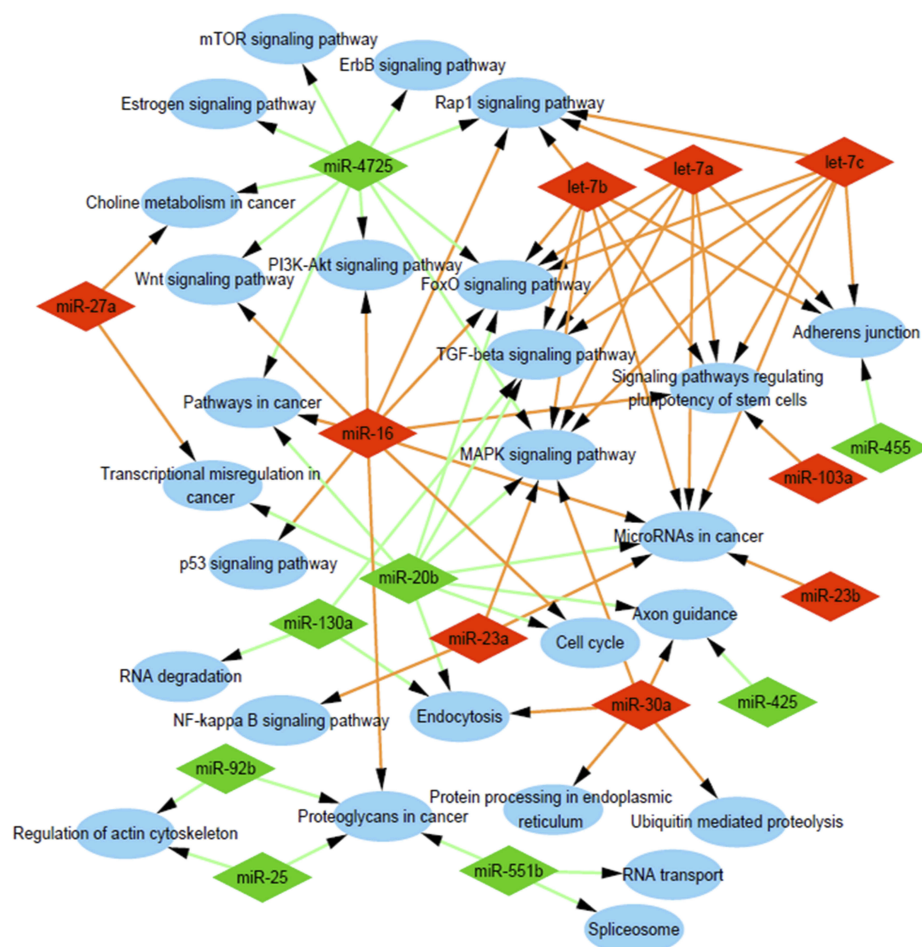 mTOR signaling pathway
ErbB signaling pathway
Estrogen signaling pathway
Rap1 signaling pathway
miR-4725
let-7b
let-7a
let-7c
Choline metabolism in cancer
Wnt signaling pathway
PI3K-Akt signaling pathway
FoxO signaling pathway
miR-27a
Adherens junction
TGF-beta signaling pathway
Signaling pathways regulating
pluripotency of stem cells
Pathways in cancer
miR-16
MAPK signaling pathway
miR-455
miR-103a
Transcriptional misregulation in
cancer
MicroRNAs in cancer
p53 signaling pathway
miR-20b
miR-23b
miR-130a
miR-23a
Cell cycle
Axon guidance
RNA degradation
NF-kappa B signaling pathway
Endocytosis
miR-30a
miR-425
miR-92b
Regulation of actin cytoskeleton
Proteoglycans in cancer
Protein processing in endoplasmic
reticulum
Ubiquitin mediated proteolysis
miR-25
miR-551b
RNA transport
Spliceosome